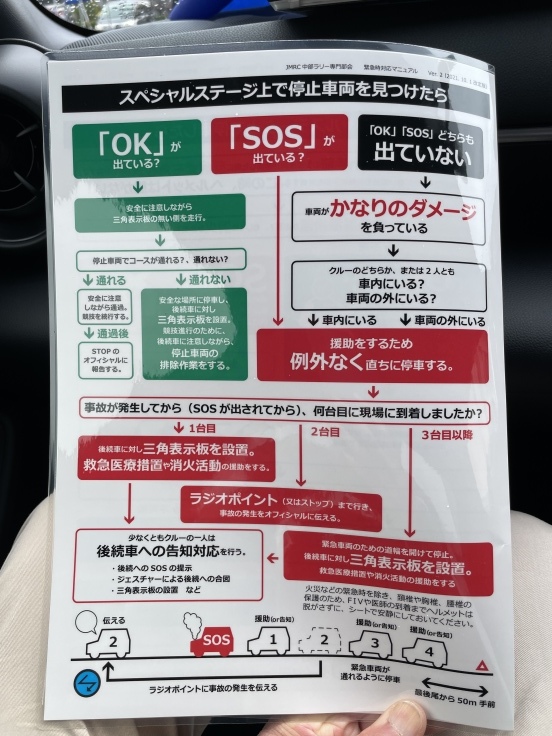 JMRC 中部ラリー専門部会　緊急時対応マニュアル　Ver. 2 (2021.
スペシャルステージ上で停止車両を見つけたら
「OK」が
出ている?
「SOS」が
出ている?
「OK」「SOS」どちらも
出ていない
安全に注意しながら
三角表示板の無い側を走行。
車両がかなりのダメージ
を負っている
停止車両でコースが通れる?、通れない?
クルーのどちらか、または 2 人とも
車内にいる?
車両の外にいる?
通れる
通れない
安全に注意
しながら通過。
競技を続行する。
安全な場所に停車し、
後続車に対し
三角表示板を設置。
競技進行のために、
後続車に注意しながら、
停止車両の
排除作業をする。
車内にいる
車両の外にいる
通過後
STOP の
オフィシャルに
報告する。
援助をするため
例外なく直ちに停車する。
事故が発生してから(SOS が出されてから)、何台目に現場に到着しましたか?
1台目
2台目
3台目以降
後続車に対し三角表示板を設置。
救急医療措置や消火活動の援助をする。
ラジオポイント(又はストップ)まで行き、
事故の発生をオフィシャルに伝える。
少なくともクルーの一人は
後続車への告知対応を行う。
・後続への SOS の提示
・ジェスチャーによる後続への合図
・三角表示板の設置　など
緊急車両のための道幅を開けて停止。
後続車に対し三角表示板を設置。
救急医療措置や消火活動の援助をする
火災などの緊急時を除き、頸椎や胸椎、腰椎の
保護のため、FIVや医師の到着までヘルメットは
脱がさずに、シートで安静にしておいてください。
伝える
2
SOS
援助(or告知)
1
2
援助(or告知)
3
援助(or告知)
4
緊急車両が
通れるように停車
ラジオポイントに事故の発生を伝える
最後尾から 50m 手前